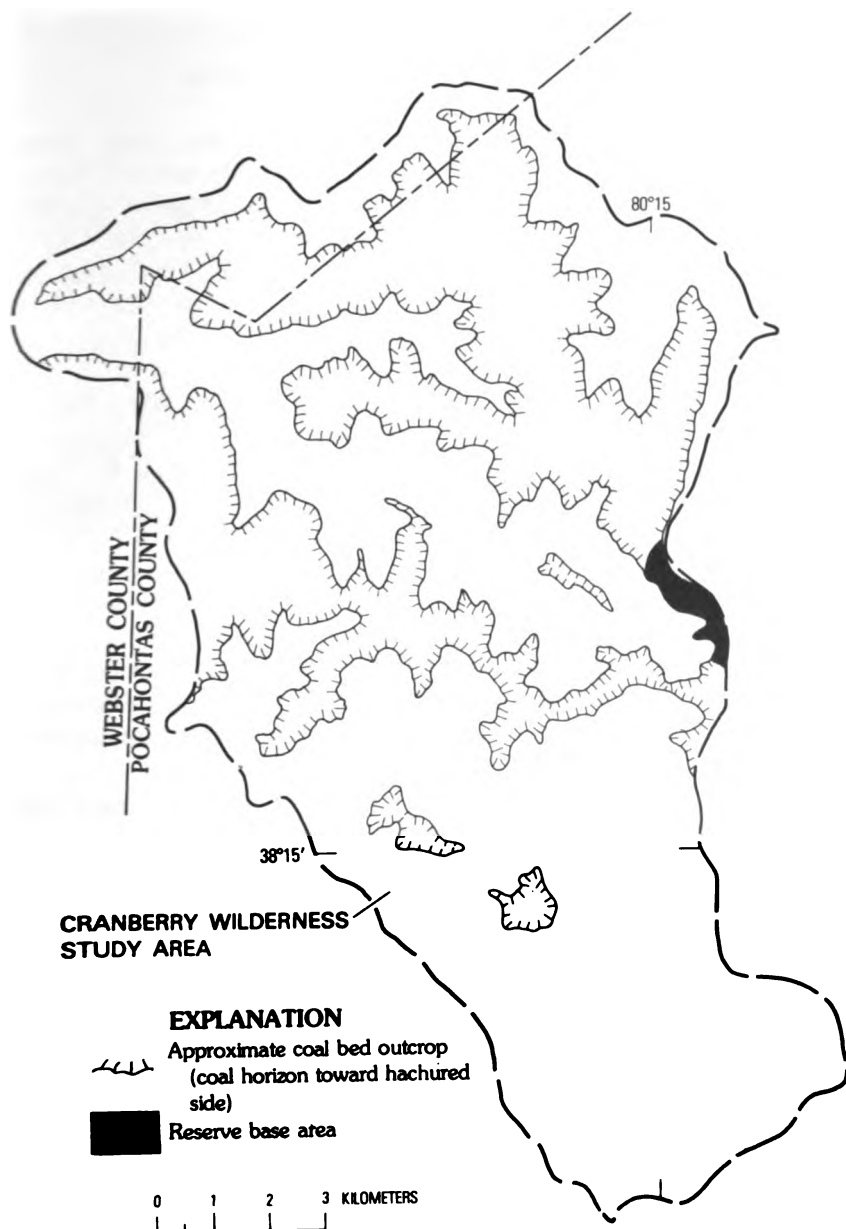 80°15
WEBSTER COUNTY
POCAHONTAS COUNTY
38°15'
CRANBERRY WILDERNESS
STUDY AREA
EXPLANATION
Approximate coal bed outcrop
(coal horizon toward hachured
side)
Reserve base area
0 1 2 3 KILOMETERS